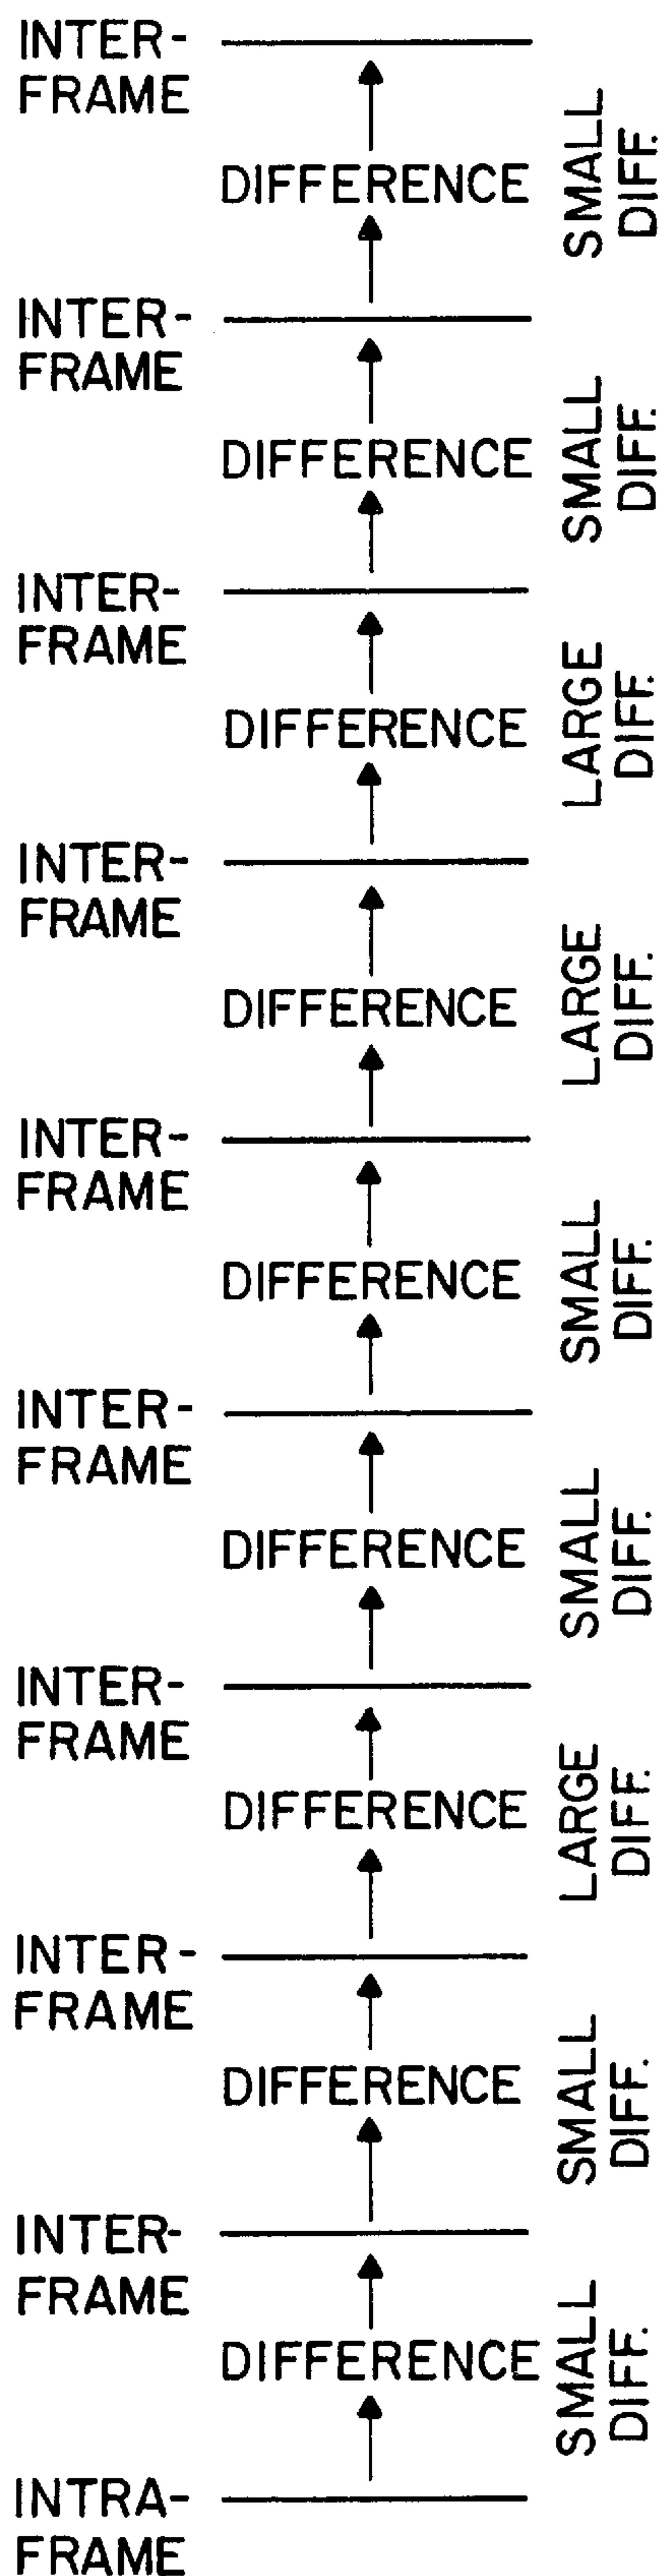 INTER-
FRAME
DIFFERENCE
SMALL
DIFF.
INTER-
FRAME
DIFFERENCE
SMALL
DIFF.
INTER-
FRAME
DIFFERENCE
LARGE
DIFF.
INTER-
FRAME
DIFFERENCE
LARGE
DIFF.
INTER-
FRAME
DIFFERENCE
SMALL
DIFF.
INTER-
FRAME
DIFFERENCE
SMALL
DIFF.
INTER-
FRAME
DIFFERENCE
LARGE
DIFF.
INTER-
FRAME
DIFFERENCE
SMALL
DIFF.
INTER-
FRAME
DIFFERENCE
SMALL
DIFF.
INTRA-
FRAME